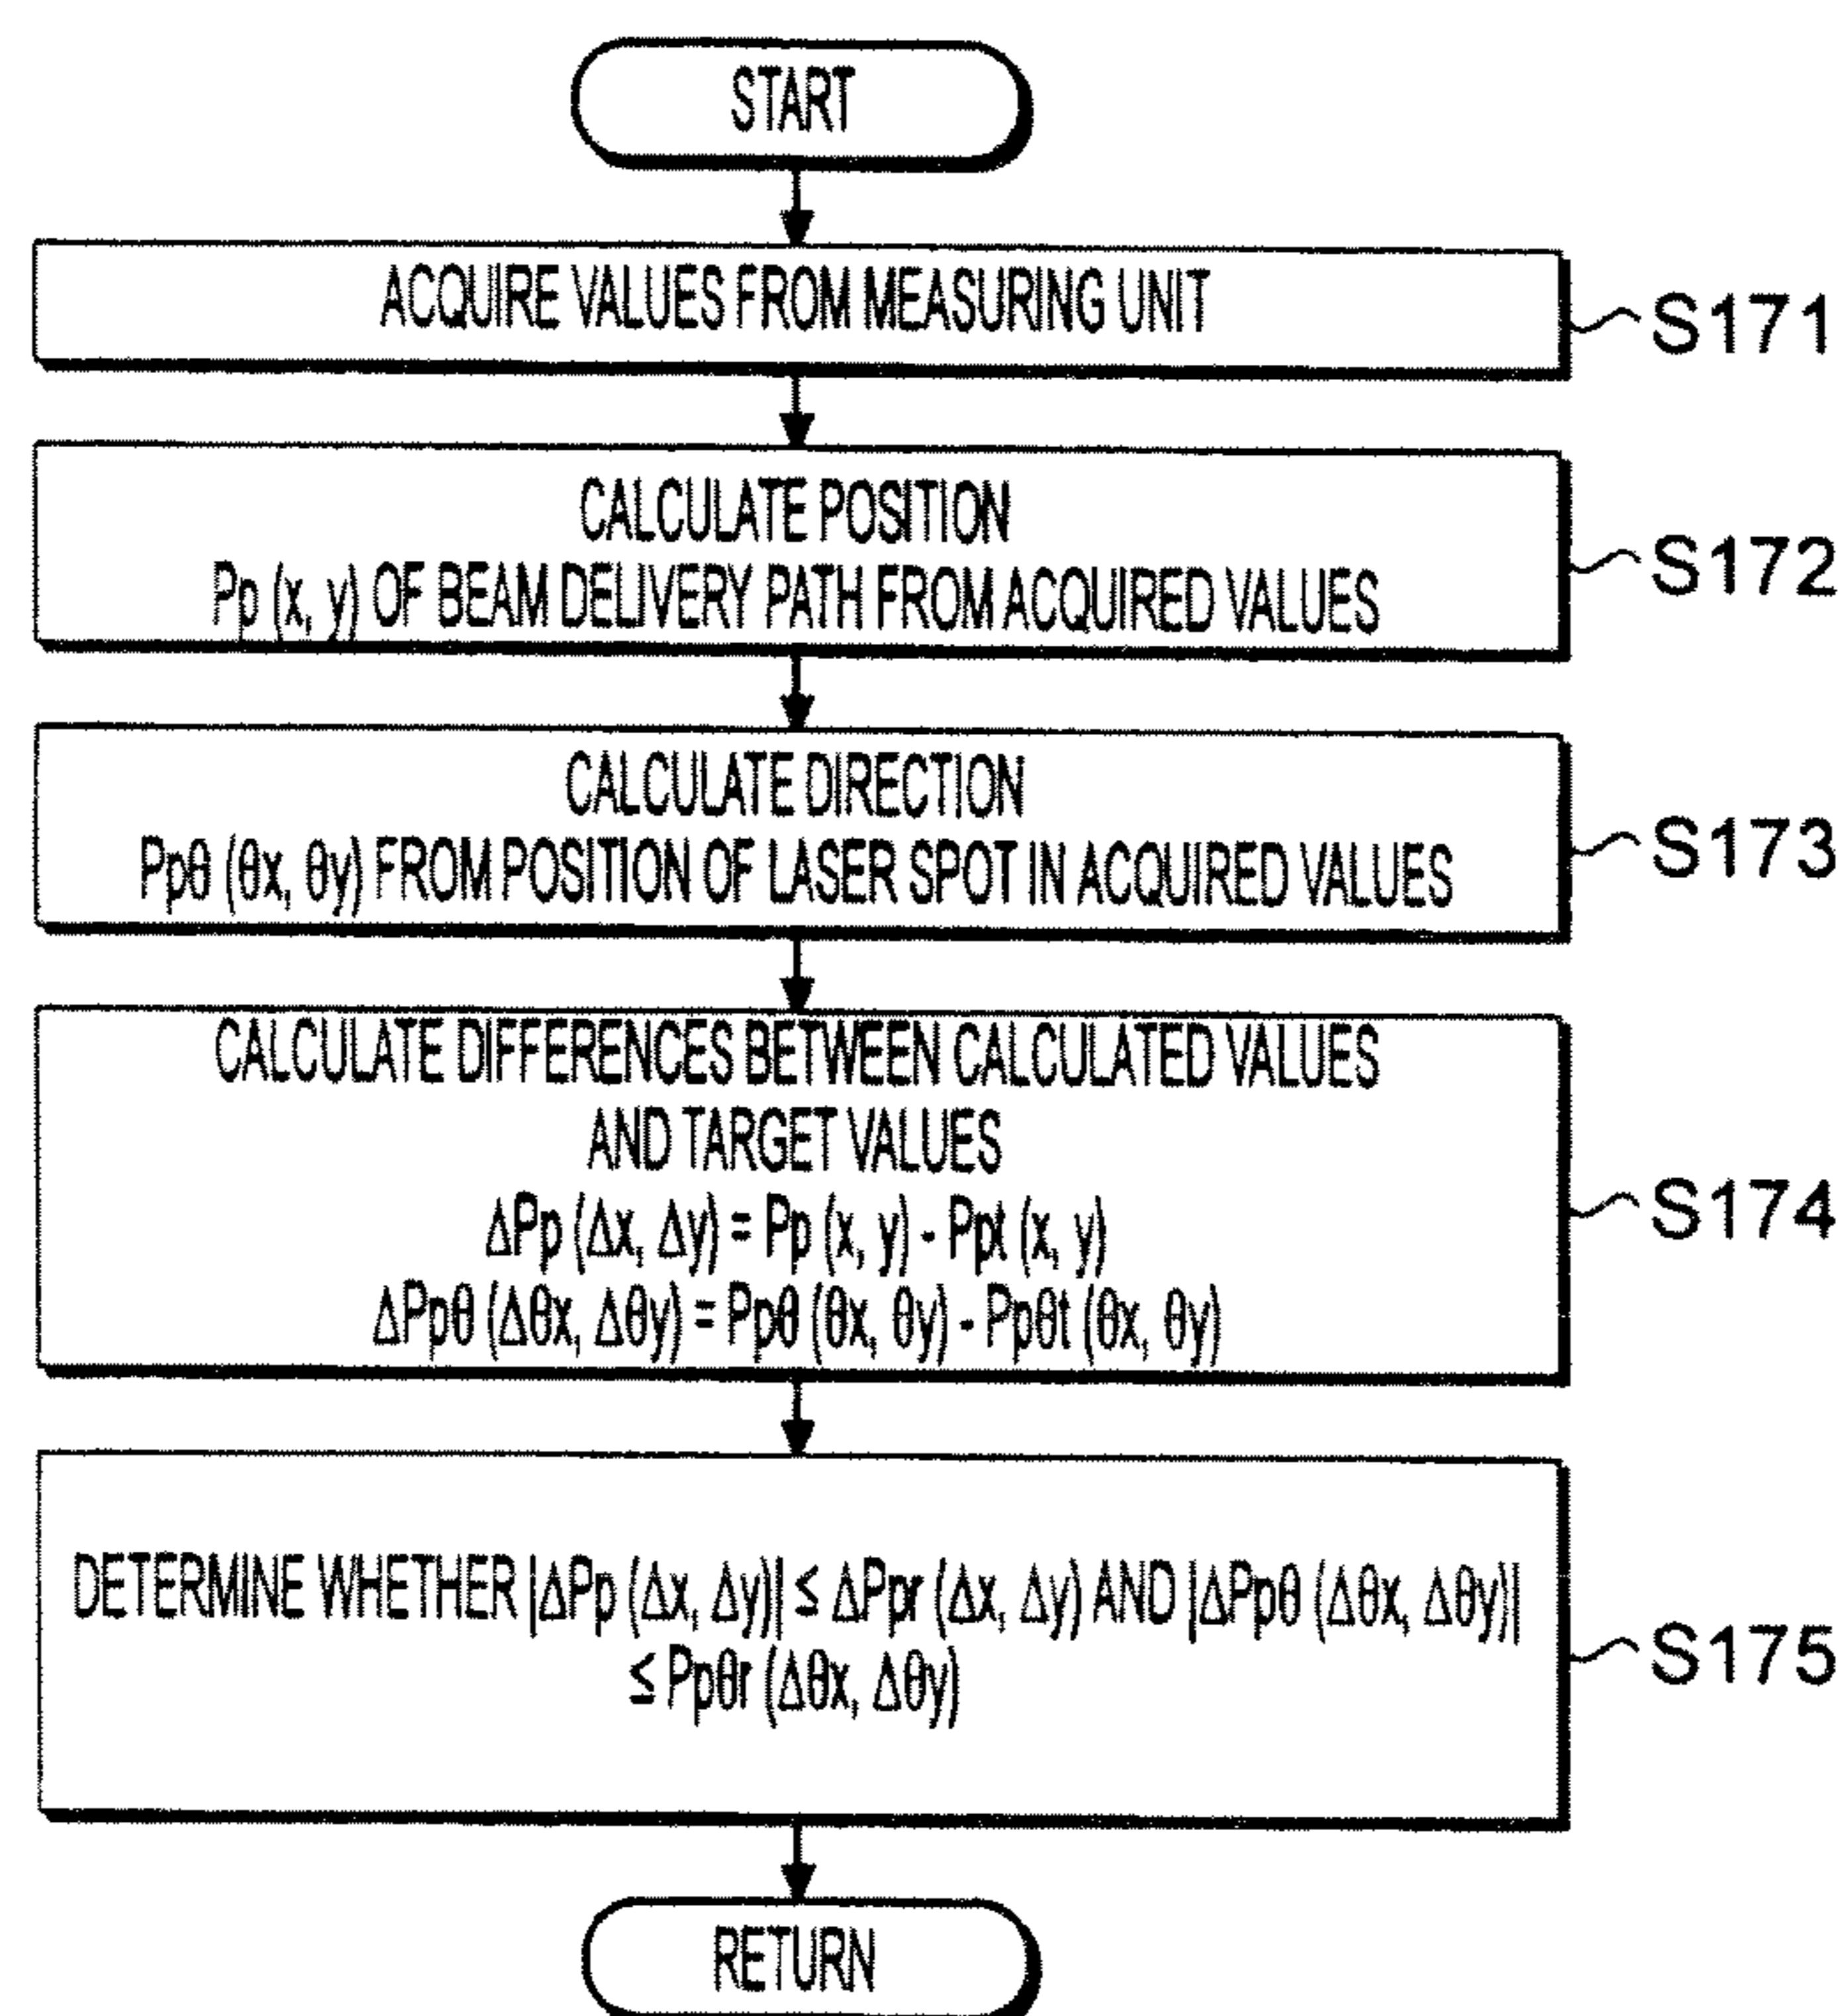 START
ACQUIRE VALUES FROM MEASURING UNIT
S171
CALCULATE POSITION
Pp (x, y) OF BEAM DELIVERY PATH FROM ACQUIRED VALUES
S172
CALCULATE DIRECTION
Ppθ (θx, θy) FROM POSITION OF LASER SPOT IN ACQUIRED VALUES
S173
CALCULATE DIFFERENCES BETWEEN CALCULATED VALUES
AND TARGET VALUES
ΔPp (Δx, Δy) = Pp (x, y) - Ppt (x, y)
ΔPpθ (Δθx, Δθy) = Ppθ (θx, θy) - Ppθt (θx, θy)
S174
DETERMINE WHETHER |ΔPp (Δx, Δy)| ≤ ΔPpr (Δx, Δy) AND |ΔPpθ (Δθx, Δθy)|
≤ Ppθr (Δθx, Δθy)
S175
RETURN